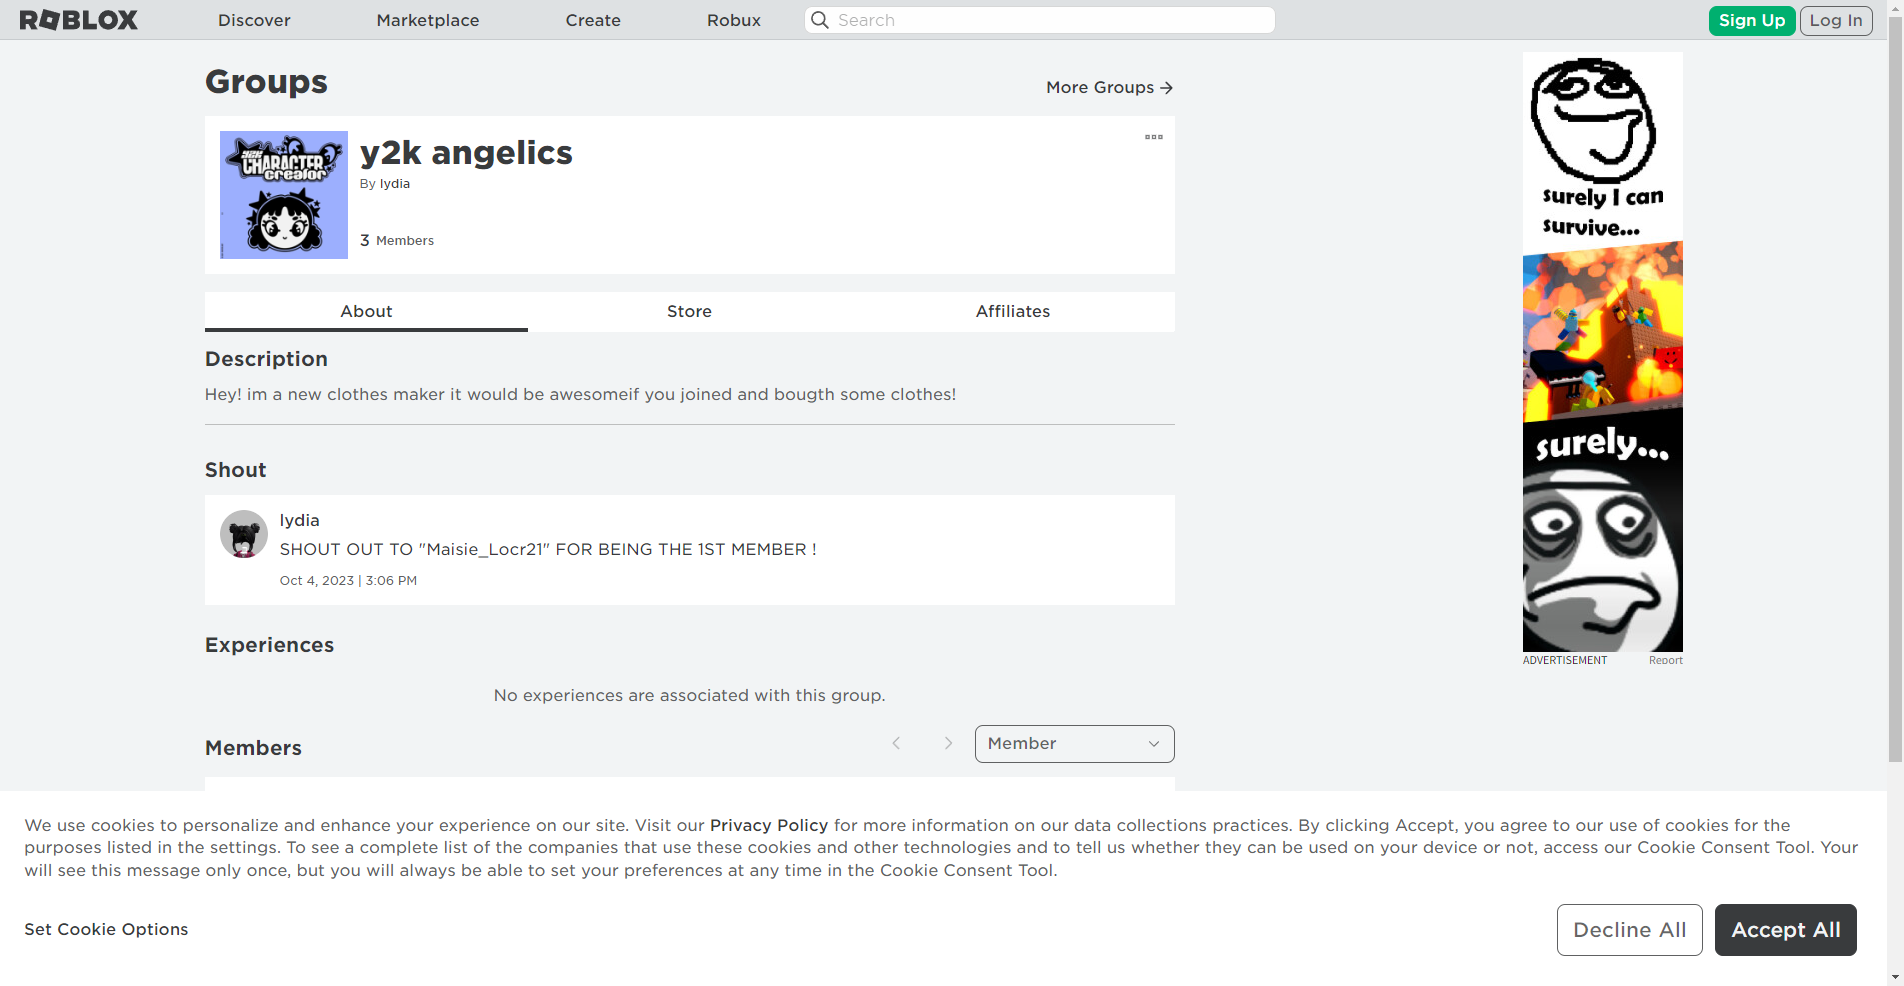 ROBLOX
Discover
Marketplace
Create
Robux
Search
Sign Up
Log In
Groups
More Groups
y2k CHARACTER creator
y2k angelics
By lydia
3 Members
About
Store
Affiliates
Description
Hey! im a new clothes maker it would be awesomeif you joined and bougth some clothes!
Shout
lydia
SHOUT OUT TO "Maisie_Locr21" FOR BEING THE 1ST MEMBER !
Oct 4, 2023 | 3:06 PM
Experiences
No experiences are associated with this group.
Members
Member
surely I can
survive...
surely...
ADVERTISEMENT
Report
We use cookies to personalize and enhance your experience on our site. Visit our Privacy Policy for more information on our data collections practices. By clicking Accept, you agree to our use of cookies for the
purposes listed in the settings. To see a complete list of the companies that use these cookies and other technologies and to tell us whether they can be used on your device or not, access our Cookie Consent Tool. Your
will see this message only once, but you will always be able to set your preferences at any time in the Cookie Consent Tool.
Set Cookie Options
Decline All
Accept All